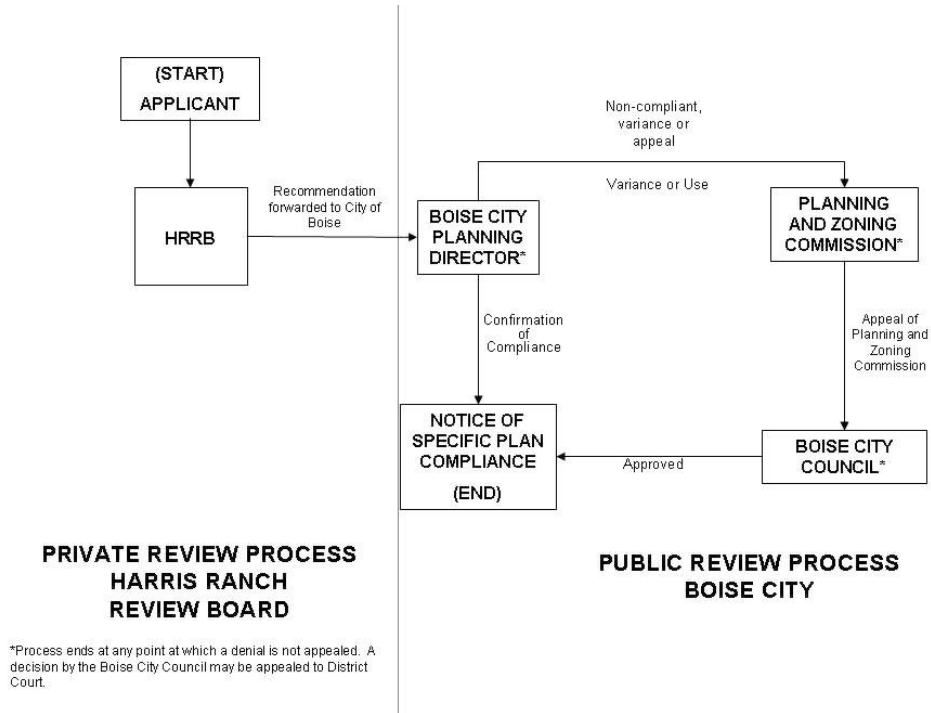 (START)
APPLICANT
HRRB
Recommendation
forwarded to City of
Boise
BOISE CITY
PLANNING
DIRECTOR*
Non-compliant,
variance or
appeal
Variance or Use
PLANNING
AND ZONING
COMMISSION*
Confirmation
of
Compliance
Appeal of
Planning and
Zoning
Commission
NOTICE OF
SPECIFIC PLAN
COMPLIANCE
(END)
Approved
BOISE CITY
COUNCIL*
PRIVATE REVIEW PROCESS
HARRIS RANCH
REVIEW BOARD
PUBLIC REVIEW PROCESS
BOISE CITY
*Process ends at any point at which a denial is not appealed. A
decision by the Boise City Council may be appealed to District
Court.